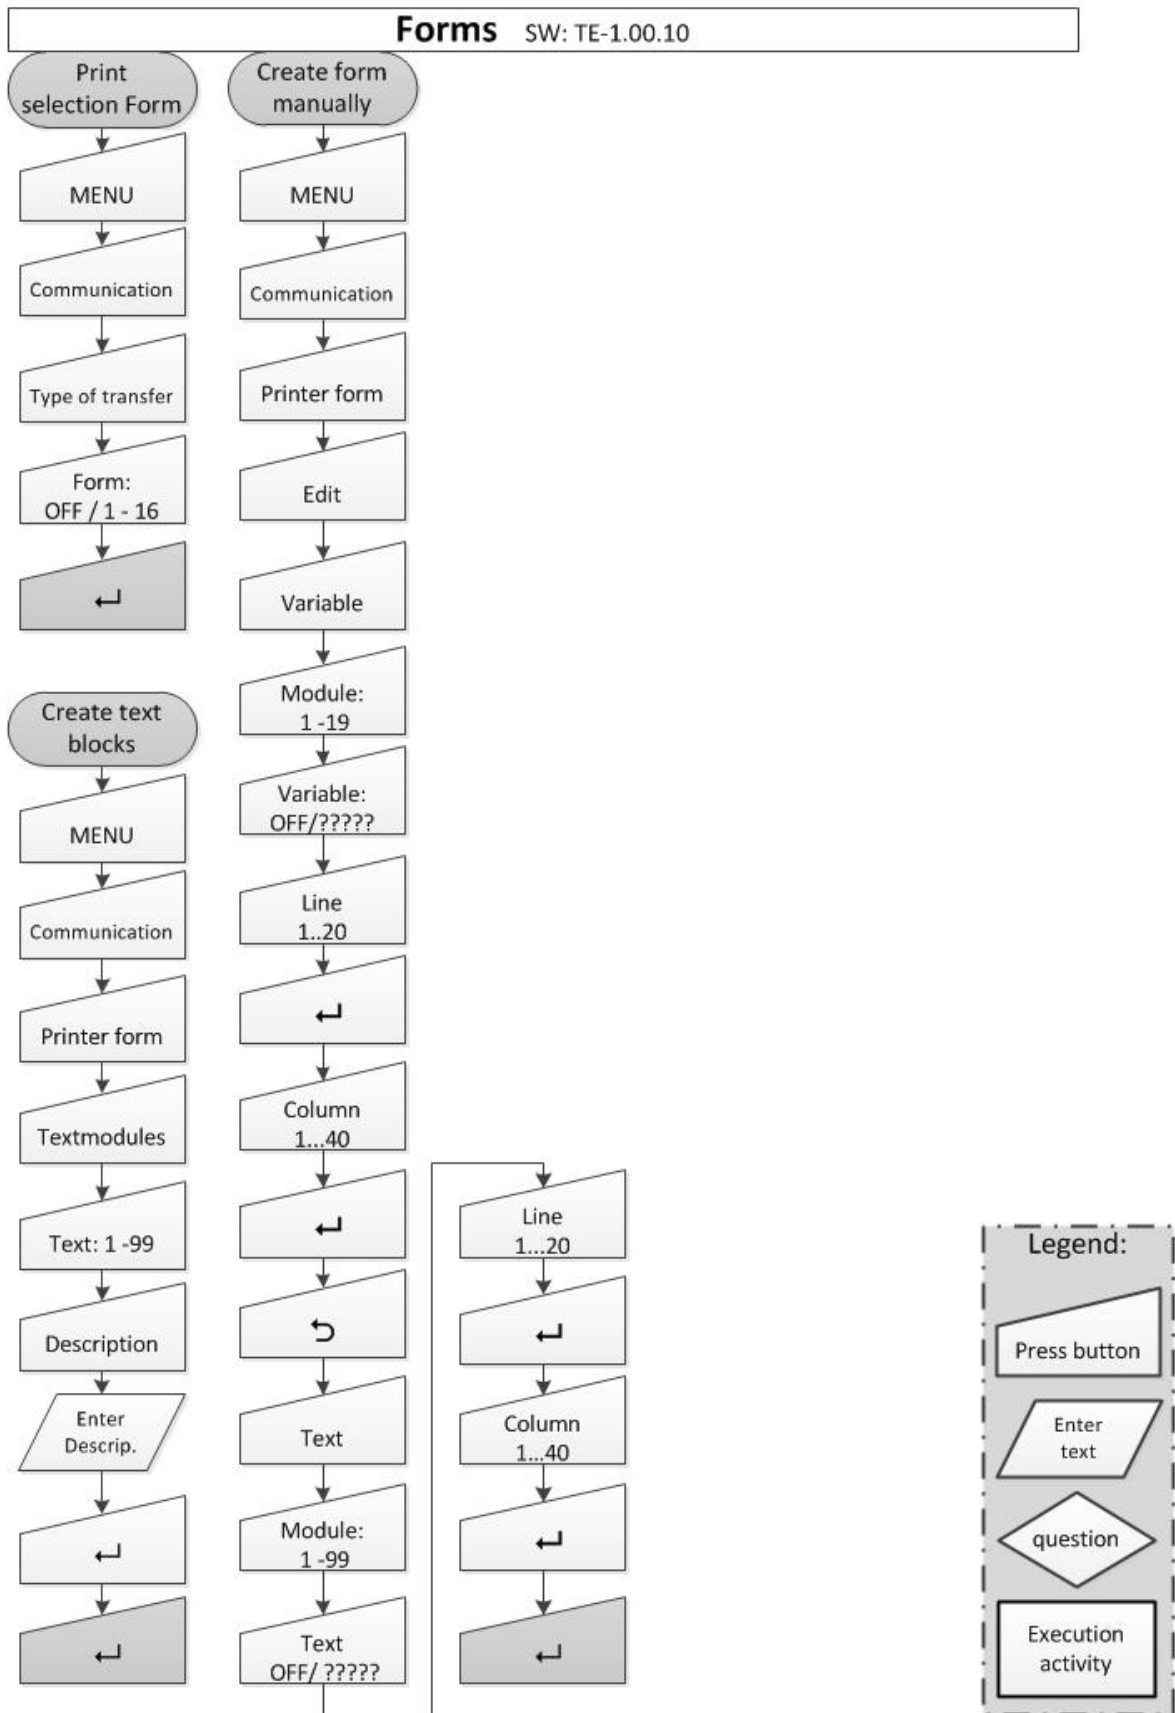 Forms SW: TE-1.00.10
Print
selection Form
MENU
Communication
Type of transfer
Form:
OFF / 1 - 16
↵
Create text
blocks
MENU
Communication
Printer form
Textmodules
Text: 1 -99
Description
Enter
Descrip.
↵
↵
Create form
manually
MENU
Communication
Printer form
Edit
Variable
Module:
1 -19
Variable:
OFF/?????
Line
1..20
↵
Column
1...40
↵
⮌
Text
Module:
1 -99
Text
OFF/ ?????
Line
1...20
↵
Column
1...40
↵
↵
Legend:
Press button
Enter
text
question
Execution
activity